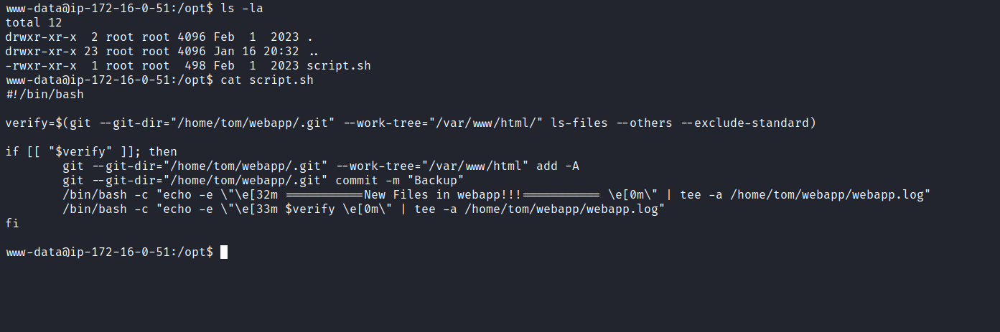 www-data@ip-172-16-0-51:/opt$ ls -la
total 12
drwxr-xr-x  2 root root 4096 Feb  1  2023 .
drwxr-xr-x 23 root root 4096 Jan 16 20:32 ..
-rwxr-xr-x  1 root root  498 Feb  1  2023 script.sh
www-data@ip-172-16-0-51:/opt$ cat script.sh
#!/bin/bash
verify=$(git --git-dir="/home/tom/webapp/.git" --work-tree="/var/www/html/" ls-files --others --exclude-standard)
if [[ "$verify" ]]; then
        git --git-dir="/home/tom/webapp/.git" --work-tree="/var/www/html" add -A
        git --git-dir="/home/tom/webapp/.git" commit -m "Backup"
        /bin/bash -c "echo -e \"\e[32m ===========New Files in webapp!!!=========== \e[0m\" | tee -a /home/tom/webapp/webapp.log"
        /bin/bash -c "echo -e \"\e[33m $verify \e[0m\" | tee -a /home/tom/webapp/webapp.log"
fi
www-data@ip-172-16-0-51:/opt$